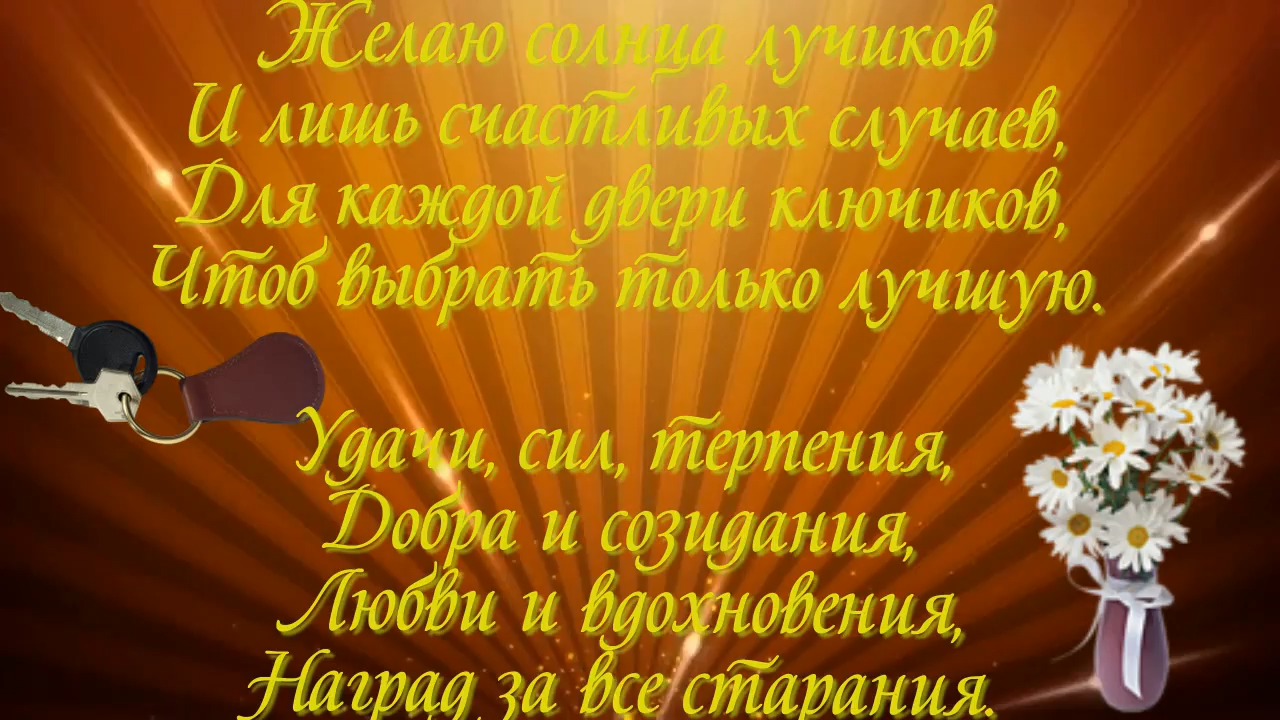 Желаю солнца лучиков
И лишь счастливых случаев,
Для каждой двери ключиков,
Чтоб выбрать только лучшую.
Удачи, сил, терпения,
Добра и созидания,
Любви и вдохновения,
Наград за все старания.